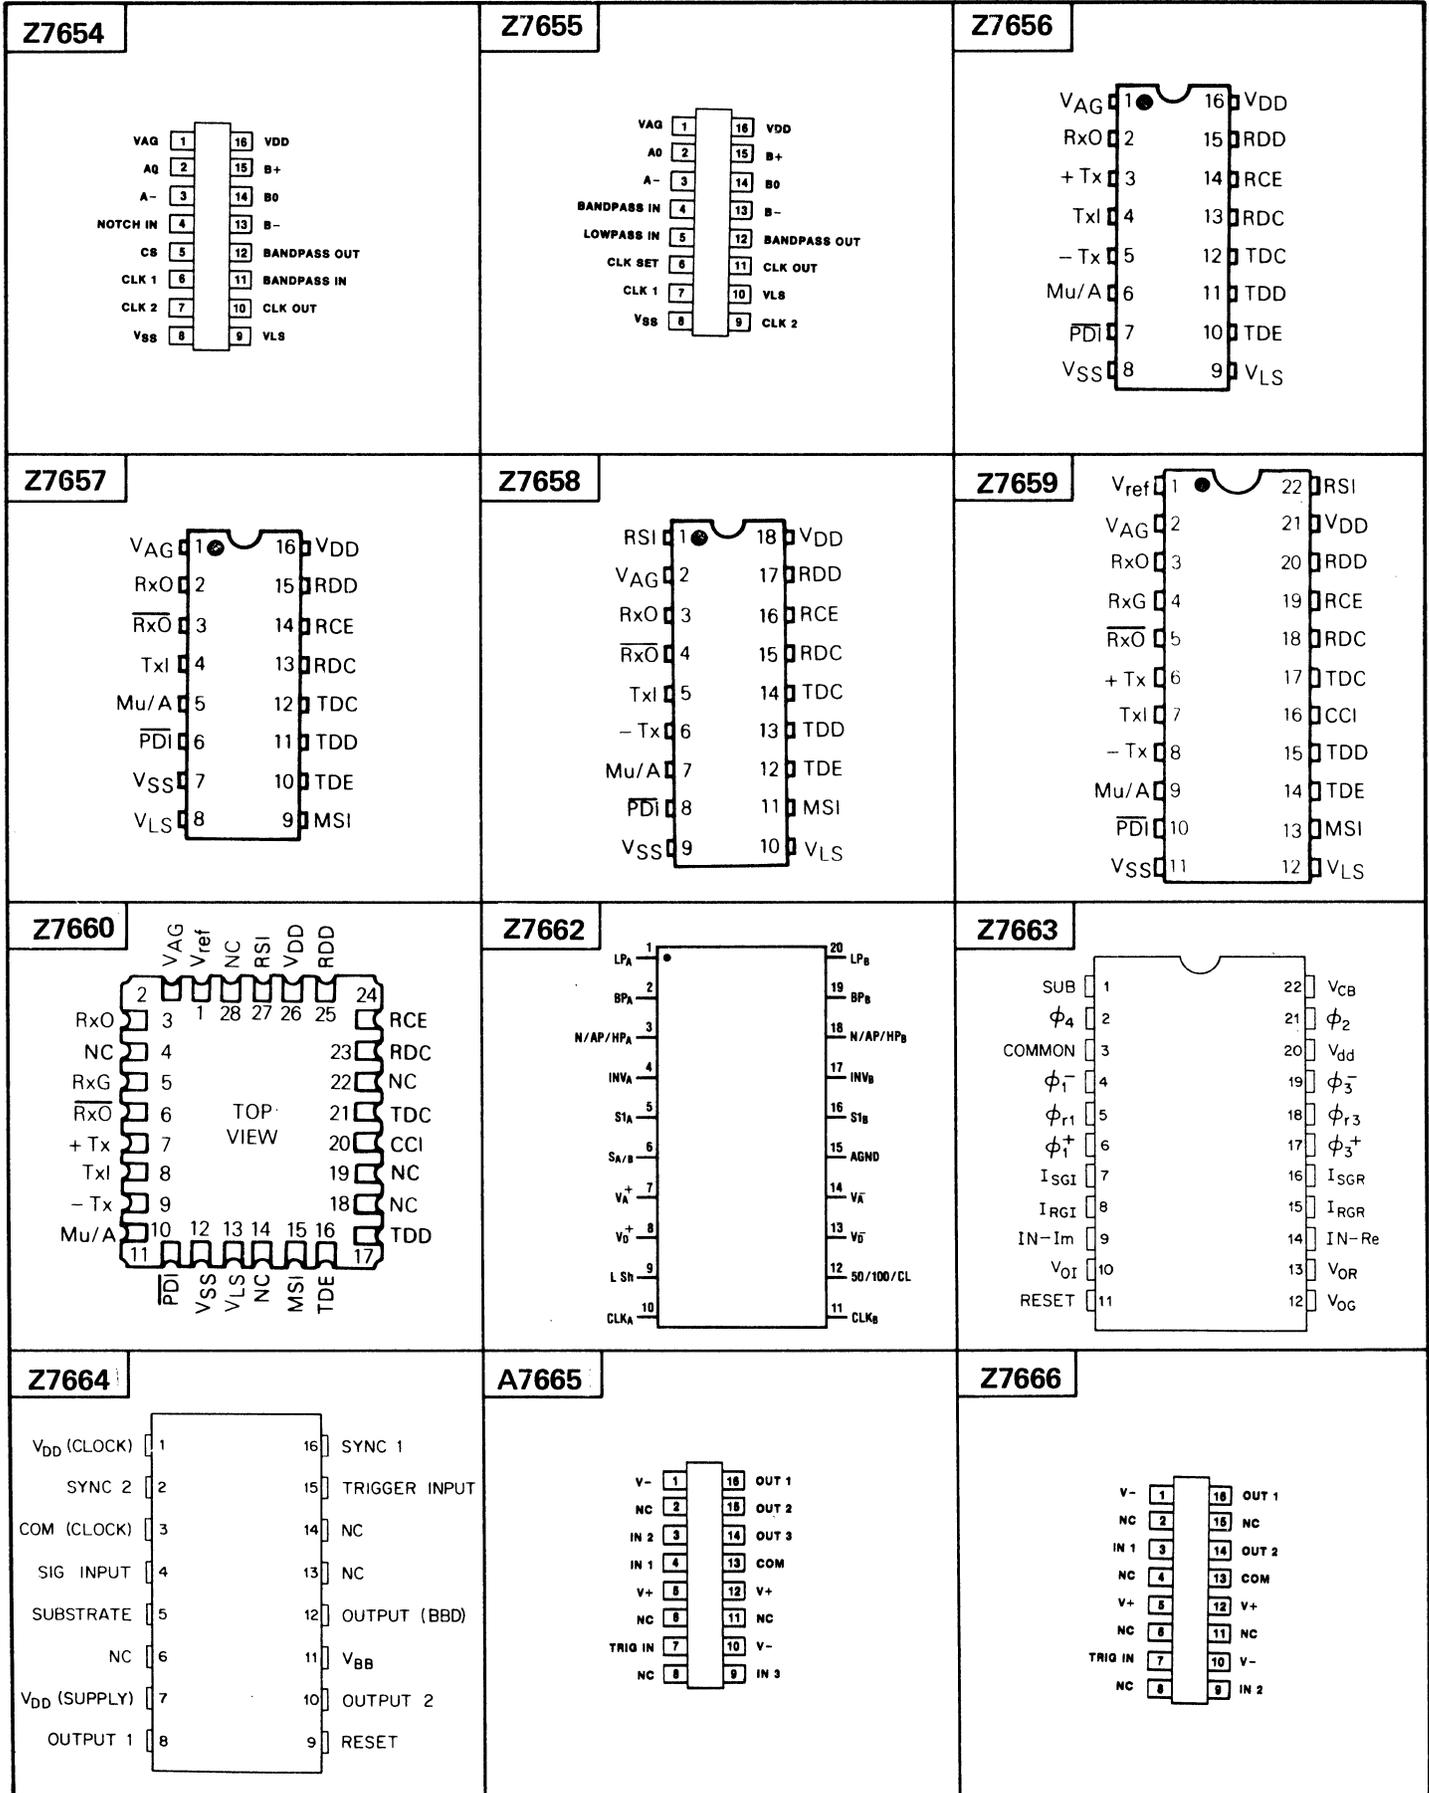 Z7654
VAG 1 16 VDD
A0 2 15 B+
A- 3 14 B0
NOTCH IN 4 13 B-
CS 5 12 BANDPASS OUT
CLK 1 6 11 BANDPASS IN
CLK 2 7 10 CLK OUT
VSS 8 9 VLS
Z7655
VAG 1 16 VDD
A0 2 15 B+
A- 3 14 B0
BANDPASS IN 4 13 B-
LOWPASS IN 5 12 BANDPASS OUT
CLK SET 6 11 CLK OUT
CLK 1 7 10 VLS
VSS 8 9 CLK 2
Z7656
VAG 1 16 VDD
RxO 2 15 RDD
+ Tx 3 14 RCE
TxI 4 13 RDC
- Tx 5 12 TDC
Mu/A 6 11 TDD
P̅D̅I̅ 7 10 TDE
VSS 8 9 VLS
Z7657
VAG 1 16 VDD
RxO 2 15 RDD
R̅x̅O̅ 3 14 RCE
TxI 4 13 RDC
Mu/A 5 12 TDC
P̅D̅I̅ 6 11 TDD
VSS 7 10 TDE
VLS 8 9 MSI
Z7658
RSI 1 18 VDD
VAG 2 17 RDD
RxO 3 16 RCE
R̅x̅O̅ 4 15 RDC
TxI 5 14 TDC
- Tx 6 13 TDD
Mu/A 7 12 TDE
P̅D̅I̅ 8 11 MSI
VSS 9 10 VLS
Z7659
Vref 1 22 RSI
VAG 2 21 VDD
RxO 3 20 RDD
RxG 4 19 RCE
R̅x̅O̅ 5 18 RDC
+ Tx 6 17 TDC
TxI 7 16 CCI
- Tx 8 15 TDD
Mu/A 9 14 TDE
P̅D̅I̅ 10 13 MSI
VSS 11 12 VLS
Z7660
VAG Vref NC RSI VDD RDD
2 1 28 27 26 25 24
RxO 3 RCE
NC 4 23 RDC
RxG 5 22 NC
R̅x̅O̅ 6 21 TDC
+ Tx 7 20 CCI
TxI 8 19 NC
- Tx 9 18 NC
Mu/A 10 TDD
TOP
VIEW
11 12 13 14 15 16 17
P̅D̅I̅ VSS VLS NC MSI TDE
Z7662
LPA 1 20 LPB
BPA 2 19 BPB
N/AP/HPA 3 18 N/AP/HPB
INVA 4 17 INVB
S1A 5 16 S1B
SA/B 6 15 AGND
VA+ 7 14 VA-
VD+ 8 13 VD-
L Sh 9 12 50/100/CL
CLKA 10 11 CLKB
Z7663
SUB 1 22 VCB
ϕ4 2 21 ϕ2
COMMON 3 20 Vdd
ϕ1- 4 19 ϕ3-
ϕr1 5 18 ϕr3
ϕ1+ 6 17 ϕ3+
ISGI 7 16 ISGR
IRGI 8 15 IRGR
IN-Im 9 14 IN-Re
VOI 10 13 VOR
RESET 11 12 VOG
Z7664
VDD (CLOCK) 1 16 SYNC 1
SYNC 2 2 15 TRIGGER INPUT
COM (CLOCK) 3 14 NC
SIG INPUT 4 13 NC
SUBSTRATE 5 12 OUTPUT (BBD)
NC 6 11 VBB
VDD (SUPPLY) 7 10 OUTPUT 2
OUTPUT 1 8 9 RESET
A7665
V- 1 16 OUT 1
NC 2 15 OUT 2
IN 2 3 14 OUT 3
IN 1 4 13 COM
V+ 5 12 V+
NC 6 11 NC
TRIG IN 7 10 V-
NC 8 9 IN 3
Z7666
V- 1 16 OUT 1
NC 2 15 NC
IN 1 3 14 OUT 2
NC 4 13 COM
V+ 5 12 V+
NC 6 11 NC
TRIG IN 7 10 V-
NC 8 9 IN 2